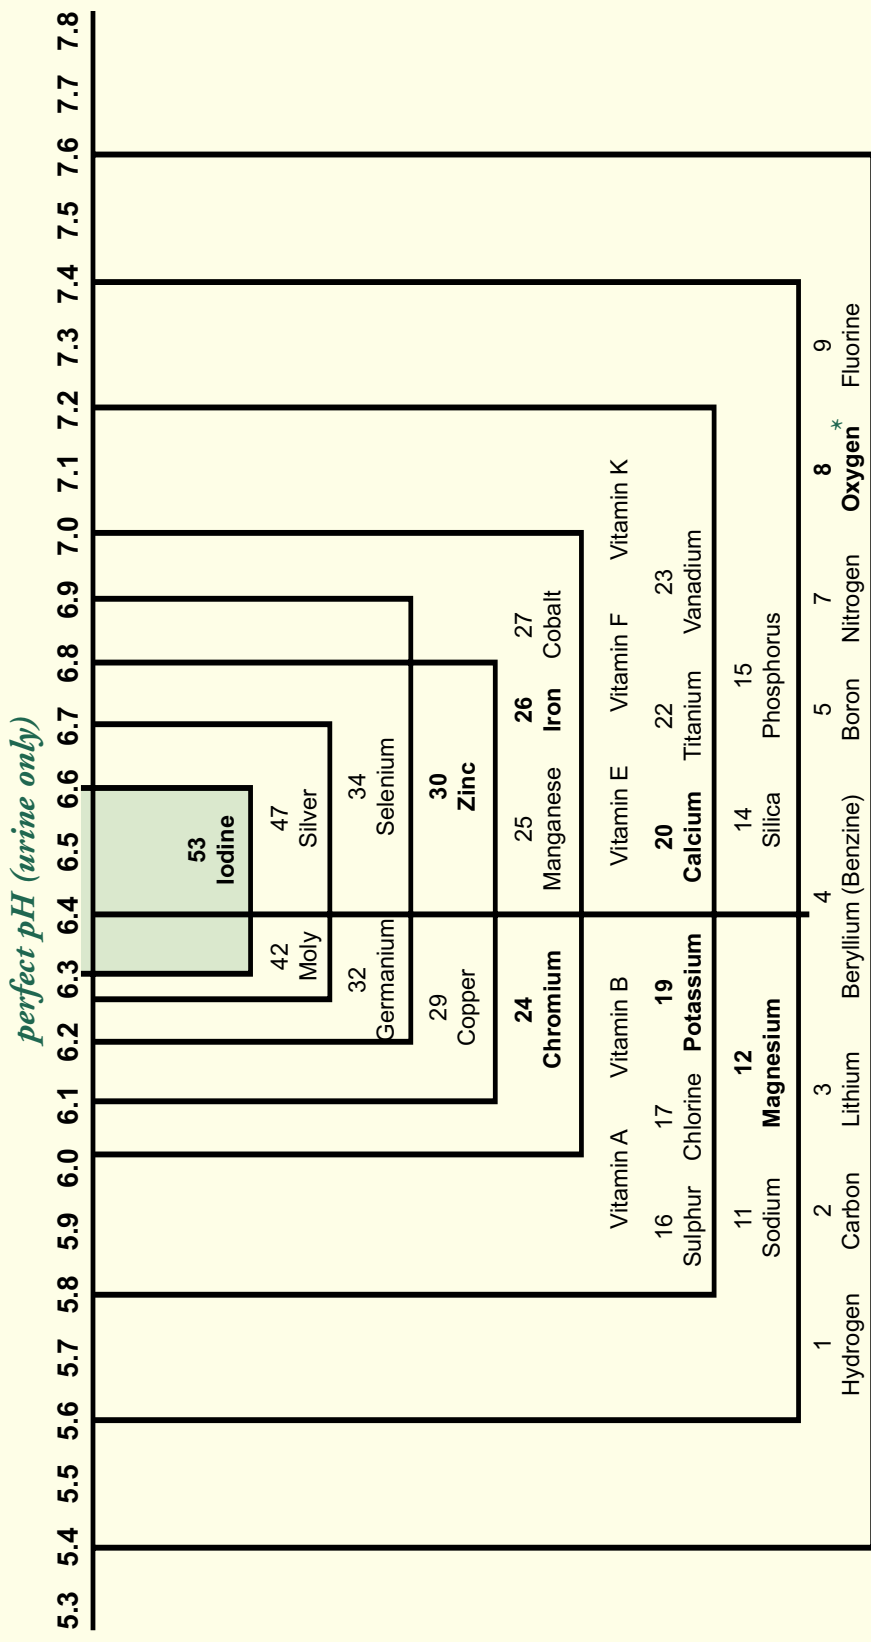 perfect pH (urine only)
5.3 5.4 5.5 5.6 5.7 5.8 5.9 6.0 6.1 6.2 6.3 6.4 6.5 6.6 6.7 6.8 6.9 7.0 7.1 7.2 7.3 7.4 7.5 7.6 7.7 7.8
53
Iodine
42 47
Moly Silver
32 34
Germanium Selenium
29 30
Copper Zinc
24 25 26 27
Chromium Manganese Iron Cobalt
Vitamin A Vitamin B Vitamin E Vitamin F Vitamin K
16 17 19 20 22 23
Sulphur Chlorine Potassium Calcium Titanium Vanadium
11 12 14 15
Sodium Magnesium Silica Phosphorus
1 2 3 4 5 7 8 9
Hydrogen Carbon Lithium Beryllium (Benzine) Boron Nitrogen Oxygen* Fluorine